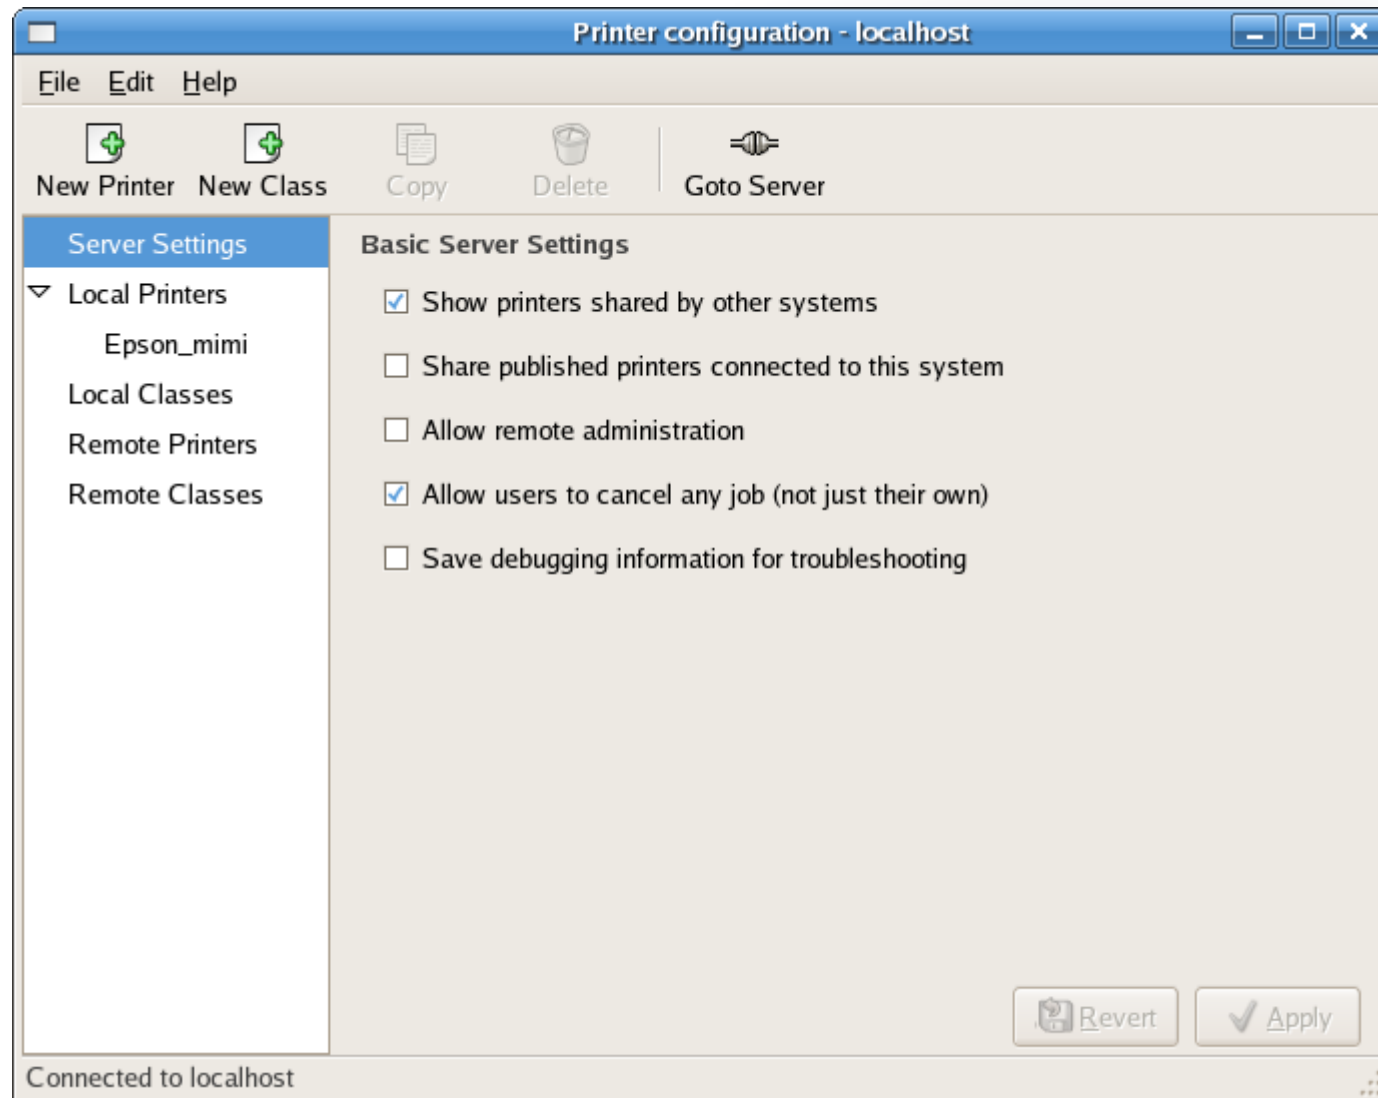 Printer configuration - localhost
File Edit Help
New Printer New Class Copy Delete Goto Server
Server Settings
Local Printers
Epson_mimi
Local Classes
Remote Printers
Remote Classes
Basic Server Settings
Show printers shared by other systems
Share published printers connected to this system
Allow remote administration
Allow users to cancel any job (not just their own)
Save debugging information for troubleshooting
Revert Apply
Connected to localhost